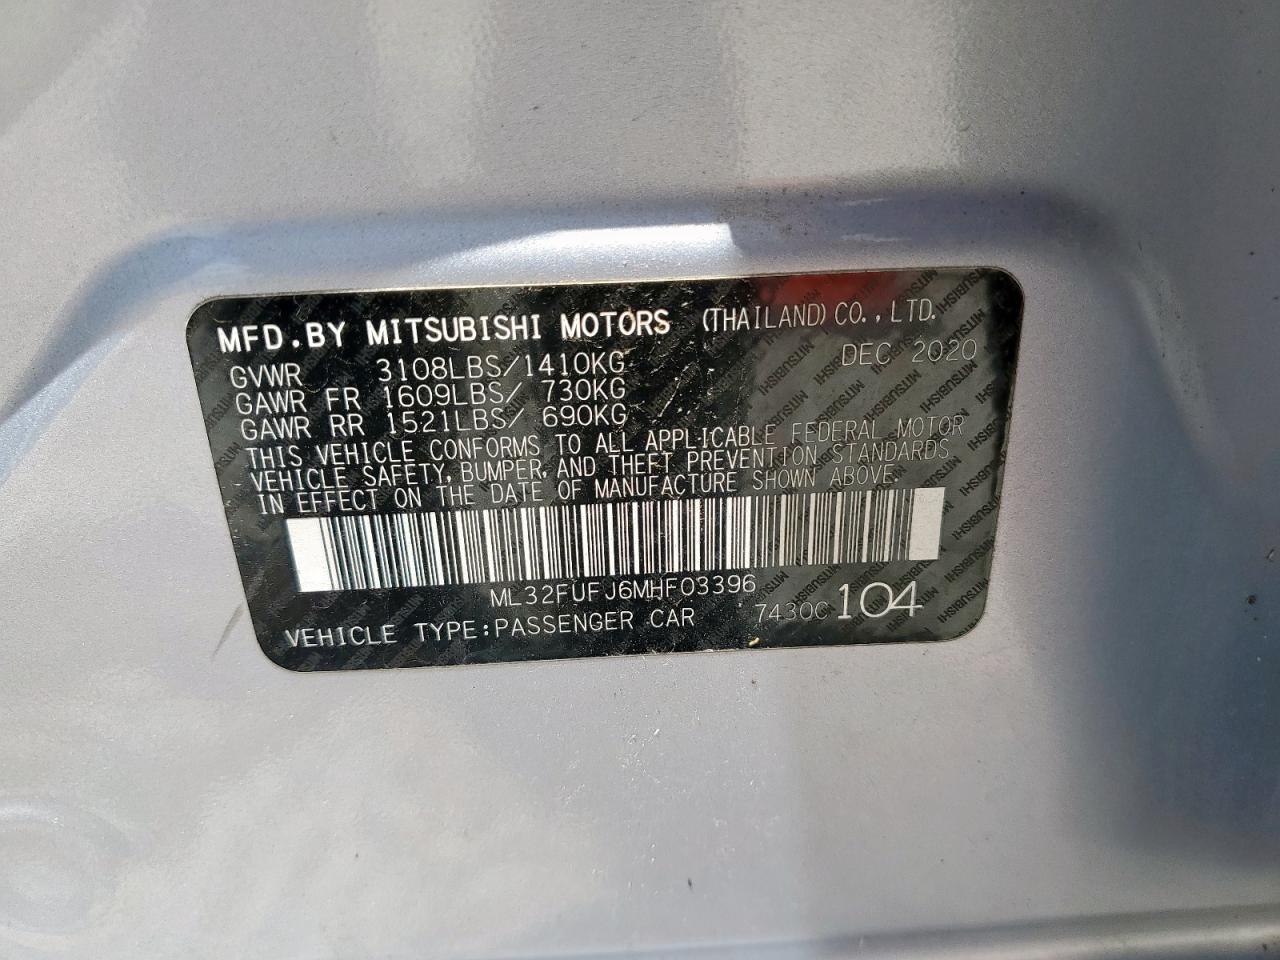 MFD.BY MITSUBISHI MOTORS (THAILAND) CO.,LTD.
DEC 2020
GVWR 3108LBS/1410KG
GAWR FR 1609LBS/ 730KG
GAWR RR 1521LBS/ 690KG
THIS VEHICLE CONFORMS TO ALL APPLICABLE FEDERAL MOTOR
VEHICLE SAFETY, BUMPER, AND THEFT PREVENTION STANDARDS
IN EFFECT ON THE DATE OF MANUFACTURE SHOWN ABOVE.
ML32FUFJ6MHF03396
VEHICLE TYPE:PASSENGER CAR 7430C 104